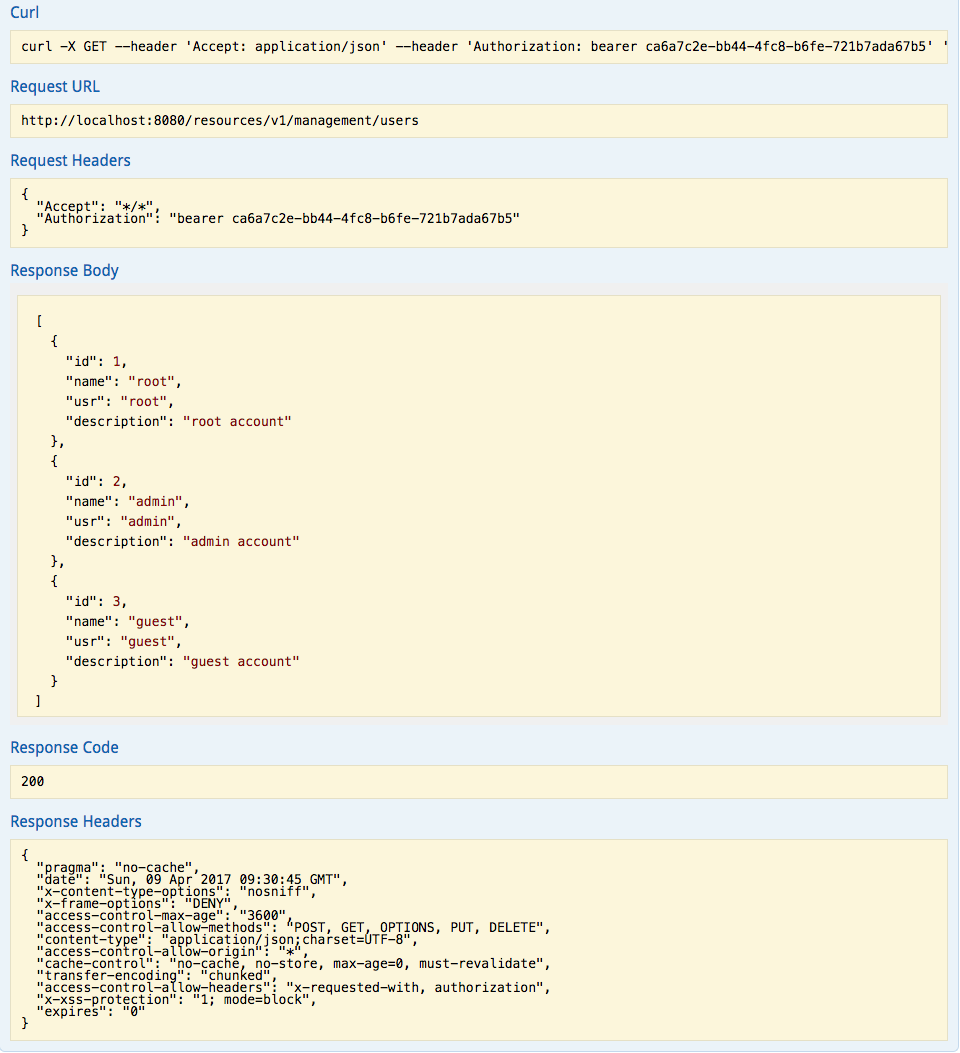 Curl
curl -X GET --header 'Accept: application/json' --header 'Authorization: bearer ca6a7c2e-bb44-4fc8-b6fe-721b7ada67b5' '
Request URL
http://localhost:8080/resources/v1/management/users
Request Headers
{
  "Accept": "*/*",
  "Authorization": "bearer ca6a7c2e-bb44-4fc8-b6fe-721b7ada67b5"
}
Response Body
[
  {
    "id": 1,
    "name": "root",
    "usr": "root",
    "description": "root account"
  },
  {
    "id": 2,
    "name": "admin",
    "usr": "admin",
    "description": "admin account"
  },
  {
    "id": 3,
    "name": "guest",
    "usr": "guest",
    "description": "guest account"
  }
]
Response Code
200
Response Headers
{
  "pragma": "no-cache",
  "date": "Sun, 09 Apr 2017 09:30:45 GMT",
  "x-content-type-options": "nosniff",
  "x-frame-options": "DENY",
  "access-control-max-age": "3600",
  "access-control-allow-methods": "POST, GET, OPTIONS, PUT, DELETE",
  "content-type": "application/json;charset=UTF-8",
  "access-control-allow-origin": "*",
  "cache-control": "no-cache, no-store, max-age=0, must-revalidate",
  "transfer-encoding": "chunked",
  "access-control-allow-headers": "x-requested-with, authorization",
  "x-xss-protection": "1; mode=block",
  "expires": "0"
}